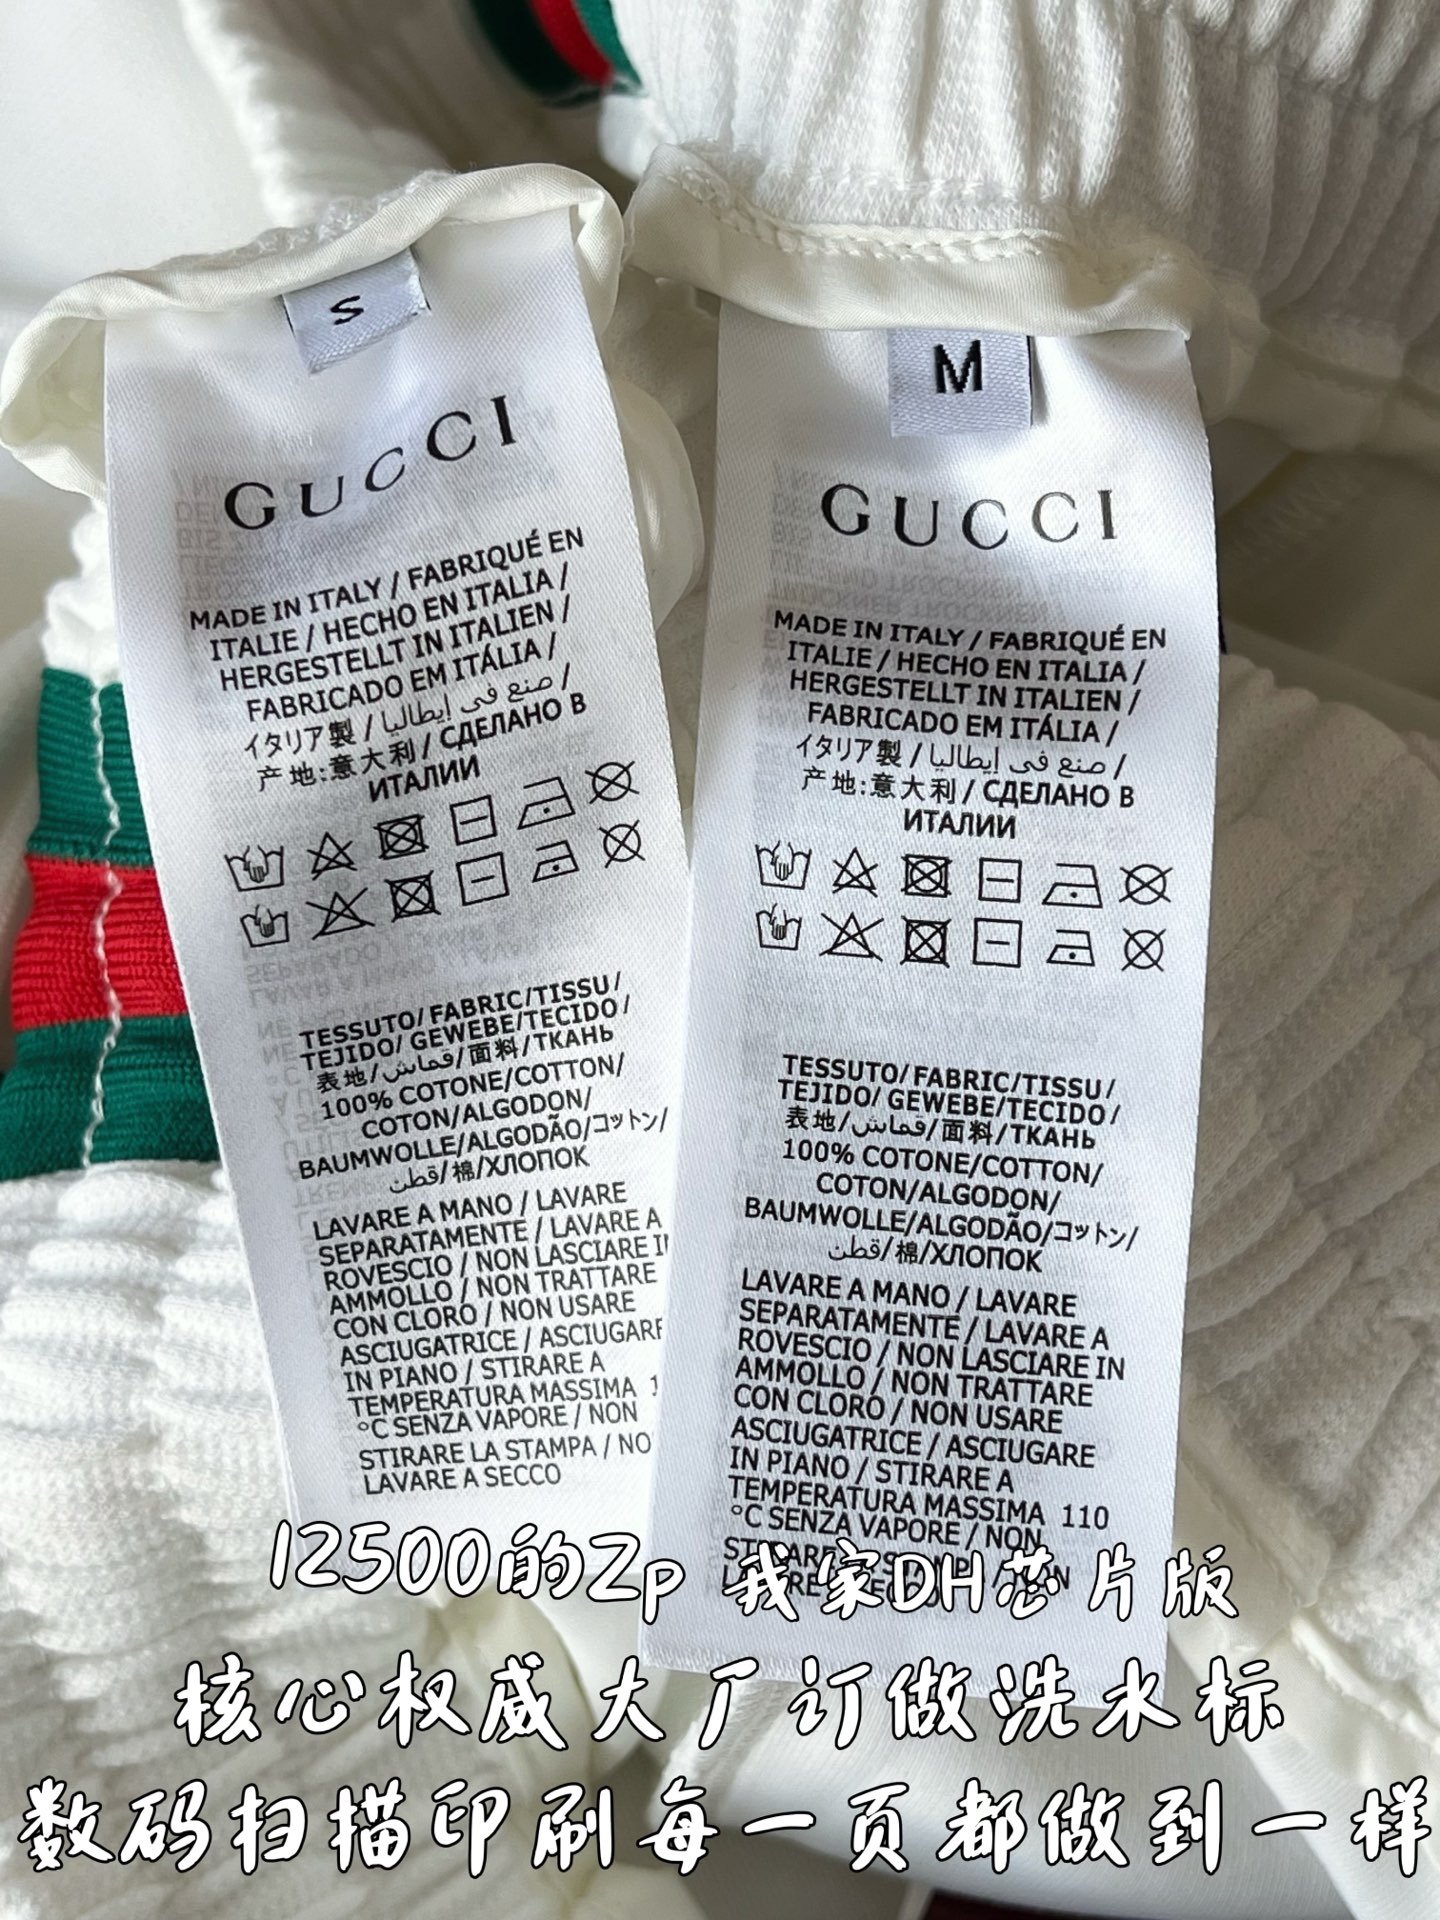 S
GUCCI
MADE IN ITALY / FABRIQUÉ EN
ITALIE / HECHO EN ITALIA /
HERGESTELLT IN ITALIEN /
FABRICADO EM ITÁLIA /
イタリア製 / صنع في إيطاليا /
产地:意大利 / СДЕЛАНО В
ИТАЛИИ
TESSUTO/ FABRIC/TISSU/
TEJIDO/ GEWEBE/TECIDO/
表地/قماش/面料/ТКАНЬ
100% COTONE/COTTON/
COTON/ALGODON/
BAUMWOLLE/ALGODÃO/コットン/
قطن/棉/ХЛОПОК
LAVARE A MANO / LAVARE
SEPARATAMENTE / LAVARE A
ROVESCIO / NON LASCIARE
AMMOLLO / NON TRATTARE
CON CLORO / NON USARE
ASCIUGATRICE / ASCIUGAR
IN PIANO / STIRARE A
TEMPERATURA MASSIMA 1
°C SENZA VAPORE / NON
STIRARE LA STAMPA / NO
LAVARE A SECCO
M
GUCCI
MADE IN ITALY / FABRIQUÉ EN
ITALIE / HECHO EN ITALIA /
HERGESTELLT IN ITALIEN /
FABRICADO EM ITÁLIA /
イタリア製 / صنع في إيطاليا /
产地:意大利 / СДЕЛАНО В
ИТАЛИИ
TESSUTO/ FABRIC/TISSU/
TEJIDO/ GEWEBE/TECIDO/
表地/قماش/面料/ТКАНЬ
100% COTONE/COTTON/
COTON/ALGODON/
BAUMWOLLE/ALGODÃO/コットン/
قطن/棉/ХЛОПОК
LAVARE A MANO / LAVARE
SEPARATAMENTE / LAVARE A
ROVESCIO / NON LASCIARE IN
AMMOLLO / NON TRATTARE
CON CLORO / NON USARE
ASCIUGATRICE / ASCIUGARE
IN PIANO / STIRARE A
TEMPERATURA MASSIMA 110
°C SENZA VAPORE / NON
12500的Zp 我家DH芯片版
核心权威大厂订做洗水标
数码扫描印刷每一页都做到一样